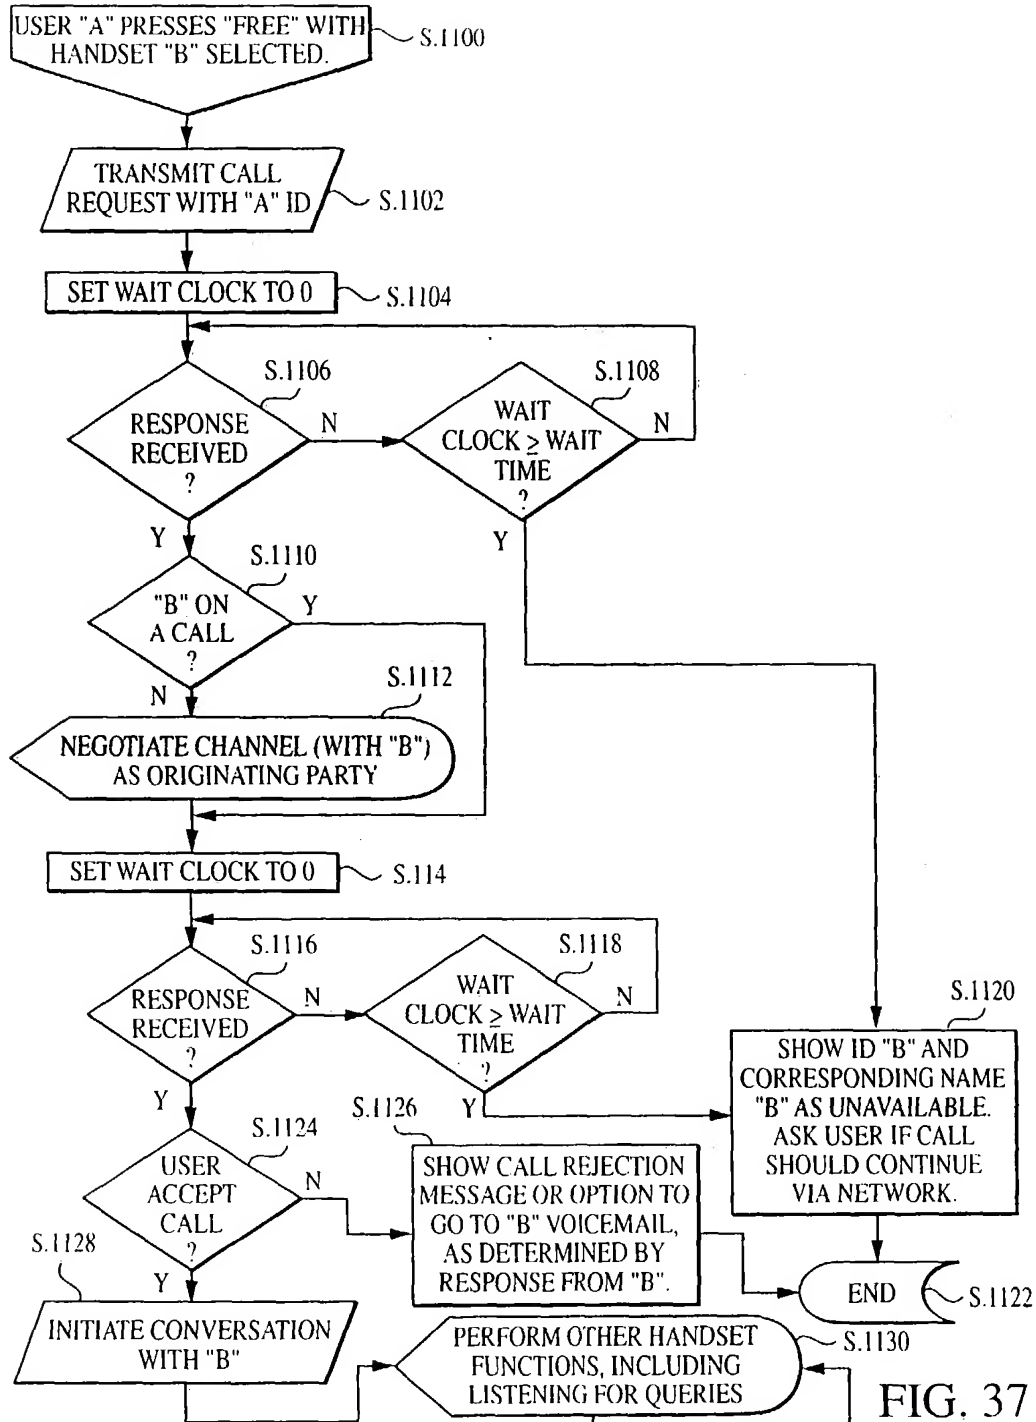 USER "A" PRESSES "FREE" WITH
HANDSET "B" SELECTED.
S.1100
TRANSMIT CALL
REQUEST WITH "A" ID
S.1102
SET WAIT CLOCK TO 0
S.1104
S.1106
RESPONSE
RECEIVED
?
N
Y
S.1108
WAIT
CLOCK ≥ WAIT
TIME
?
N
Y
S.1110
"B" ON
A CALL
?
Y
N
S.1112
NEGOTIATE CHANNEL (WITH "B")
AS ORIGINATING PARTY
SET WAIT CLOCK TO 0
S.114
S.1116
RESPONSE
RECEIVED
?
N
Y
S.1118
WAIT
CLOCK ≥ WAIT
TIME
?
N
Y
S.1120
SHOW ID "B" AND
CORRESPONDING NAME
"B" AS UNAVAILABLE.
ASK USER IF CALL
SHOULD CONTINUE
VIA NETWORK.
S.1124
USER
ACCEPT
CALL
?
N
Y
S.1126
SHOW CALL REJECTION
MESSAGE OR OPTION TO
GO TO "B" VOICEMAIL,
AS DETERMINED BY
RESPONSE FROM "B".
END
S.1122
S.1128
INITIATE CONVERSATION
WITH "B"
PERFORM OTHER HANDSET
FUNCTIONS, INCLUDING
LISTENING FOR QUERIES
S.1130
FIG. 37